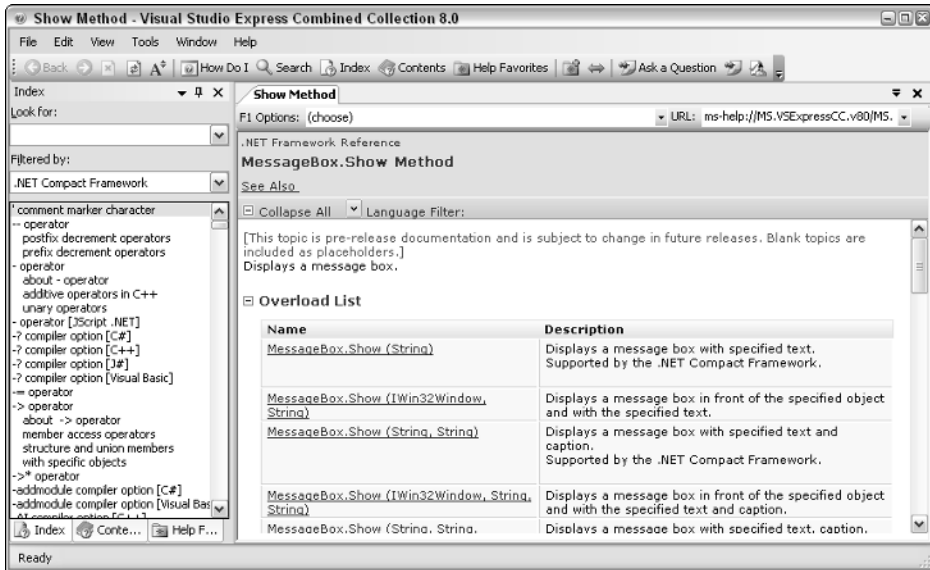 Show Method - Visual Studio Express Combined Collection 8.0
File Edit View Tools Window Help
Back How Do I Search Index Contents Help Favorites Ask a Question
Index
Look for:
Filtered by:
.NET Compact Framework
' comment marker character
-- operator
postfix decrement operators
prefix decrement operators
- operator
about - operator
additive operators in C++
unary operators
- operator [JScript .NET]
-? compiler option [C#]
-? compiler option [C++]
-? compiler option [J#]
-? compiler option [Visual Basic]
-= operator
-> operator
about -> operator
member access operators
structure and union members
with specific objects
->* operator
-addmodule compiler option [C#]
-addmodule compiler option [Visual Bas
-AI compiler option [C++]
Index Conte... Help F...
Show Method
F1 Options: (choose) URL: ms-help://MS.VSExpressCC.v80/MS.
.NET Framework Reference
MessageBox.Show Method
See Also
Collapse All Language Filter:
[This topic is pre-release documentation and is subject to change in future releases. Blank topics are
included as placeholders.]
Displays a message box.
Overload List
Name Description
MessageBox.Show (String) Displays a message box with specified text.
Supported by the .NET Compact Framework.
MessageBox.Show (IWin32Window, Displays a message box in front of the specified object
String) and with the specified text.
MessageBox.Show (String, String) Displays a message box with specified text and
caption.
Supported by the .NET Compact Framework.
MessageBox.Show (IWin32Window, String, Displays a message box in front of the specified object
String) and with the specified text and caption.
MessageBox.Show (String, String, Displays a message box with specified text, caption,
Ready